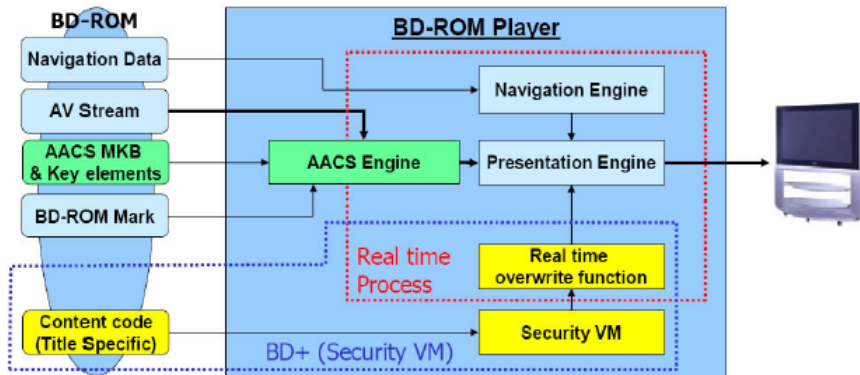 BD-ROM
BD-ROM Player
Navigation Data
Navigation Engine
AV Stream
AACS MKB
& Key elements
AACS Engine
Presentation Engine
BD-ROM Mark
Real time
Process
Real time
overwrite function
Content code
(Title Specific)
Security VM
BD+ (Security VM)